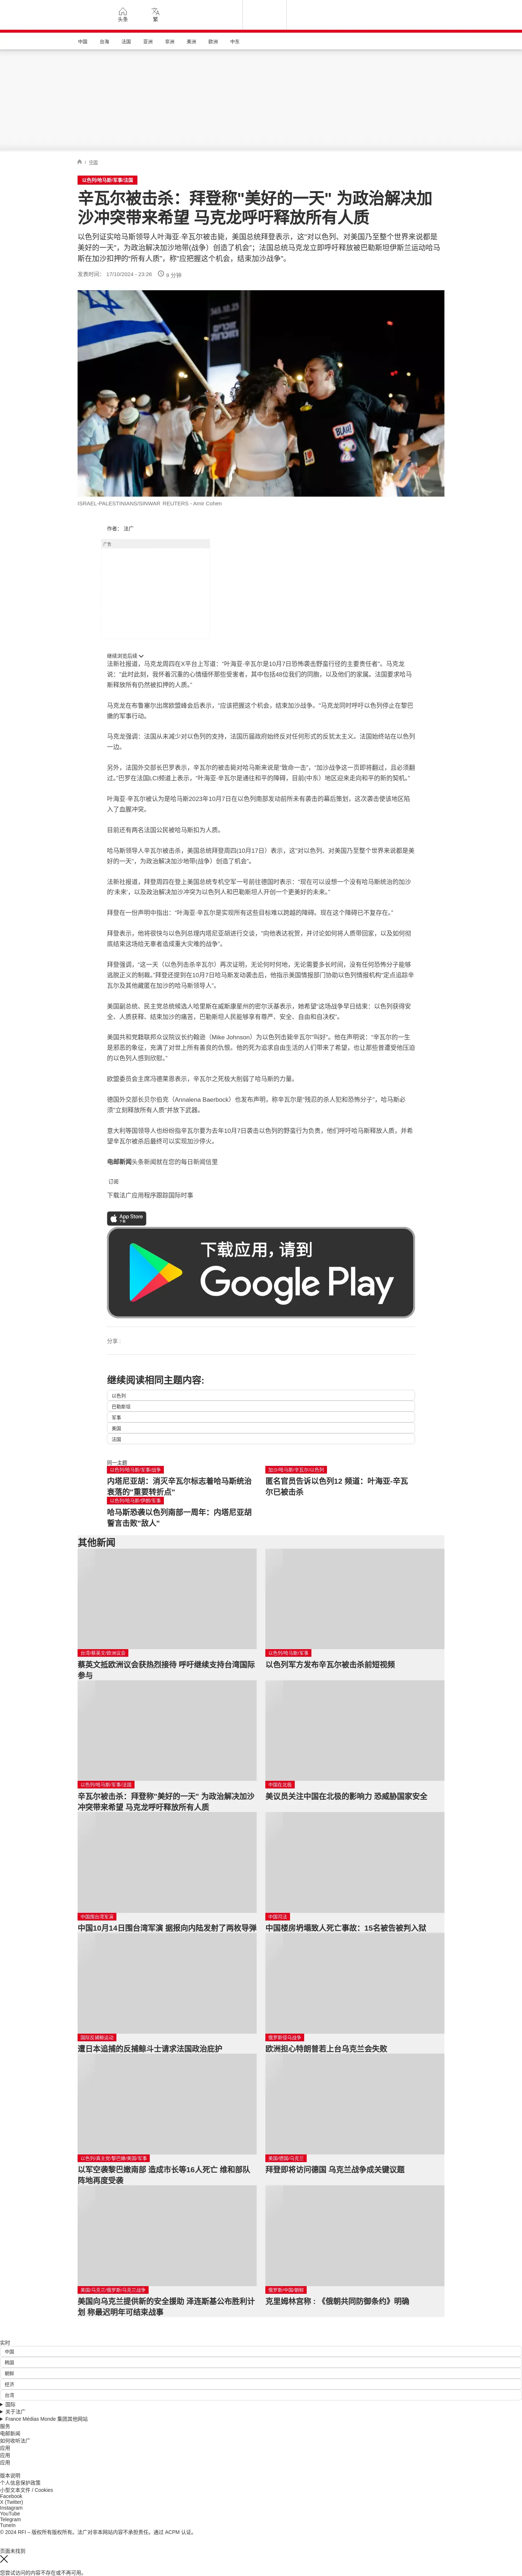 头条
繁
中国
台海
法国
亚洲
非洲
美洲
欧洲
中东
中国
以色列/哈马斯/军事/法国
辛瓦尔被击杀：拜登称"美好的一天" 为政治解决加
沙冲突带来希望 马克龙呼吁释放所有人质
以色列证实哈马斯领导人叶海亚·辛瓦尔被击毙，美国总统拜登表示，这“对以色列、对美国乃至整个世界来说都是
美好的一天”，为政治解决加沙地带(战争）创造了机会”；法国总统马克龙立即呼吁释放被巴勒斯坦伊斯兰运动哈马
斯在加沙扣押的“所有人质”，称“应把握这个机会，结束加沙战争”。
发表时间： 17/10/2024 - 23:26
9 分钟
ISRAEL-PALESTINIANS/SINWAR REUTERS - Amir Cohen
作者： 法广
广告
继续浏览后续
法新社报道，马克龙周四在X平台上写道：“叶海亚·辛瓦尔是10月7日恐怖袭击野蛮行径的主要责任者”，马克龙
说：“此时此刻，我怀着沉重的心情缅怀那些受害者，其中包括48位我们的同胞，以及他们的家属。法国要求哈马
斯释放所有仍然被扣押的人质。”
马克龙在布鲁塞尔出席欧盟峰会后表示，“应该把握这个机会，结束加沙战争，”马克龙同时呼吁以色列停止在黎巴
嫩的军事行动。
马克龙强调：法国从未减少对以色列的支持，法国历届政府始终反对任何形式的反犹太主义。法国始终站在以色列
一边。
另外，法国外交部长巴罗表示，辛瓦尔的被击毙对哈马斯来说是“致命一击”，“加沙战争这一页即将翻过，且必须翻
过。”巴罗在法国LCI频道上表示，“叶海亚·辛瓦尔是通往和平的障碍，目前(中东）地区迎来走向和平的新的契机。”
叶海亚·辛瓦尔被认为是哈马斯2023年10月7日在以色列南部发动前所未有袭击的幕后策划，这次袭击使该地区陷
入了血腥冲突。
目前还有两名法国公民被哈马斯扣为人质。
哈马斯领导人辛瓦尔被击杀，美国总统拜登周四(10月17日）表示，这“对以色列、对美国乃至整个世界来说都是美
好的一天”，为政治解决加沙地带(战争）创造了机会”。
法新社报道，拜登周四在登上美国总统专机空军一号前往德国时表示：“现在可以设想一个没有哈马斯统治的加沙
的‘未来’，以及政治解决加沙冲突为以色列人和巴勒斯坦人开创一个更美好的未来。”
拜登在一份声明中指出：“叶海亚·辛瓦尔是实现所有这些目标难以跨越的障碍。现在这个障碍已不复存在。”
拜登表示，他将很快与以色列总理内塔尼亚胡进行交谈，“向他表达祝贺，并讨论如何将人质带回家，以及如何彻
底结束这场给无辜者造成重大灾难的战争”。
拜登强调，“这一天（以色列击杀辛瓦尔）再次证明，无论何时何地，无论需要多长时间，没有任何恐怖分子能够
逃脱正义的制裁。”拜登还提到在10月7日哈马斯发动袭击后，他指示美国情报部门协助以色列情报机构“定点追踪辛
瓦尔及其他藏匿在加沙的哈马斯领导人”。
美国副总统、民主党总统候选人哈里斯在威斯康星州的密尔沃基表示，她希望“这场战争早日结束：以色列获得安
全、人质获释、结束加沙的痛苦，巴勒斯坦人民能够享有尊严、安全、自由和自决权”。
美国共和党籍联邦众议院议长约翰逊（Mike Johnson）为以色列击毙辛瓦尔“叫好”。他在声明说：“辛瓦尔的一生
是邪恶的象征，充满了对世上所有善良的仇恨。他的死为追求自由生活的人们带来了希望，也让那些曾遭受他压迫
的以色列人感到欣慰。”
欧盟委员会主席冯德莱恩表示，辛瓦尔之死极大削弱了哈马斯的力量。
德国外交部长贝尔伯克（Annalena Baerbock）也发布声明，称辛瓦尔是“残忍的杀人犯和恐怖分子”，哈马斯必
须“立刻释放所有人质”并放下武器。
意大利等国领导人也纷纷指辛瓦尔要为去年10月7日袭击以色列的野蛮行为负责，他们呼吁哈马斯释放人质，并希
望辛瓦尔被杀后最终可以实现加沙停火。
电邮新闻头条新闻就在您的每日新闻信里
订阅
下载法广应用程序跟踪国际时事
App Store
下载应用，请到
Google Play
分享 :
继续阅读相同主题内容:
以色列
巴勒斯坦
军事
美国
法国
同一主题
以色列/哈马斯/军事/战争
内塔尼亚胡：消灭辛瓦尔标志着哈马斯统治
衰落的"重要转折点"
加沙/哈马斯/辛瓦尔/以色列
匿名官员告诉以色列12 频道：叶海亚·辛瓦
尔已被击杀
以色列/哈马斯/伊朗/军事
哈马斯恐袭以色列南部一周年：内塔尼亚胡
誓言击败"敌人"
其他新闻
台湾/蔡英文/欧洲议会
蔡英文抵欧洲议会获热烈接待 呼吁继续支持台湾国际
参与
以色列/哈马斯/军事
以色列军方发布辛瓦尔被击杀前短视频
以色列/哈马斯/军事/法国
辛瓦尔被击杀：拜登称"美好的一天" 为政治解决加沙
冲突带来希望 马克龙呼吁释放所有人质
中国在北极
美议员关注中国在北极的影响力 恐威胁国家安全
中国围台湾军演
中国10月14日围台湾军演 据报向内陆发射了两枚导弹
中国司法
中国楼房坍塌致人死亡事故：15名被告被判入狱
国际反捕鲸运动
遭日本追捕的反捕鲸斗士请求法国政治庇护
俄罗斯侵乌战争
欧洲担心特朗普若上台乌克兰会失败
以色列/真主党/黎巴嫩/美国/军事
以军空袭黎巴嫩南部 造成市长等16人死亡 维和部队
阵地再度受袭
美国/德国/乌克兰
拜登即将访问德国 乌克兰战争成关键议题
美国/乌克兰/俄罗斯/乌克兰战争
美国向乌克兰提供新的安全援助 泽连斯基公布胜利计
划 称最迟明年可结束战事
俄罗斯/中国/朝鲜
克里姆林宫称：《俄朝共同防御条约》明确
实时
中国
韩国
朝鲜
经济
台湾
国际
关于法广
France Médias Monde 集团其他网站
服务
电邮新闻
如何收听法广
应用
应用
应用
版本说明
个人信息保护政策
小型文本文件 / Cookies
Facebook
X (Twitter)
Instagram
YouTube
Telegram
TuneIn
© 2024 RFI – 版权所有版权所有。法广对非本网站内容不承担责任。通过 ACPM 认证。
页面未找到
您尝试访问的内容不存在或不再可用。